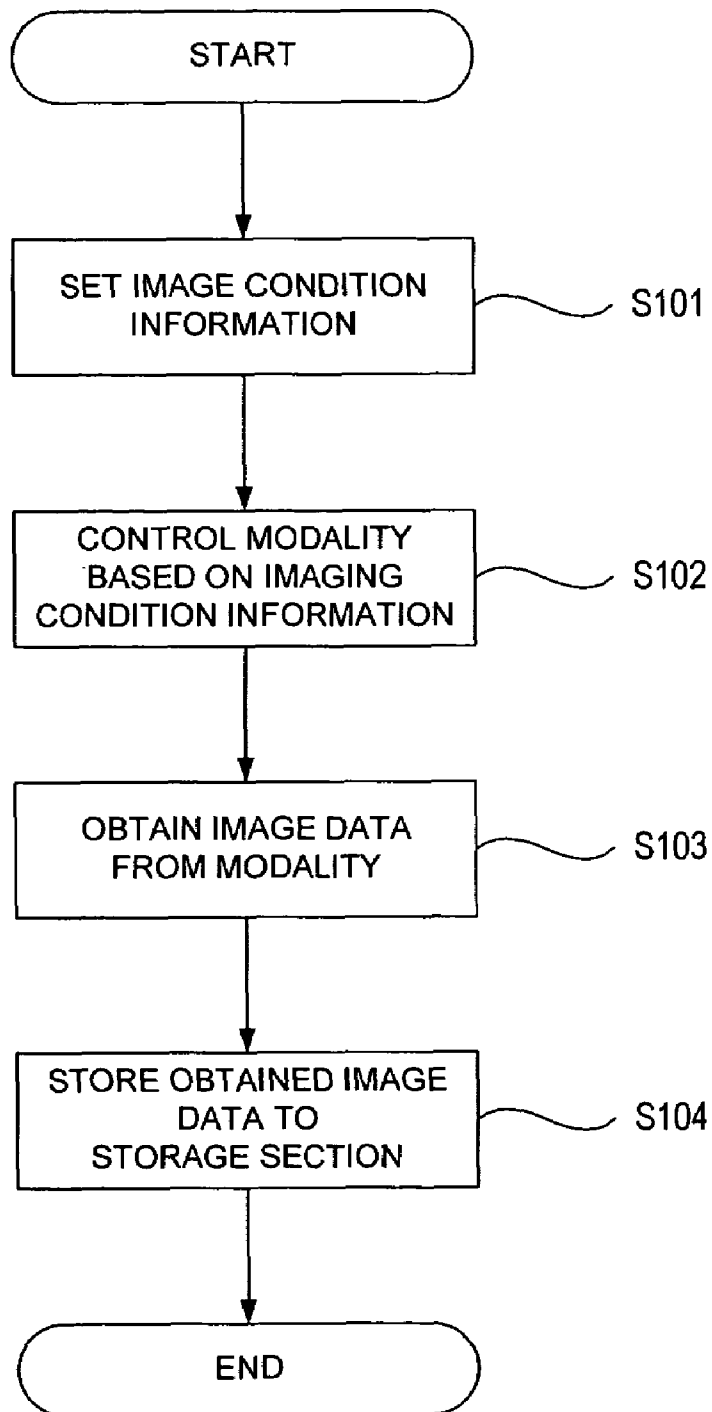 START
SET IMAGE CONDITION
INFORMATION
S101
CONTROL MODALITY
BASED ON IMAGING
CONDITION INFORMATION
S102
OBTAIN IMAGE DATA
FROM MODALITY
S103
STORE OBTAINED IMAGE
DATA TO
STORAGE SECTION
S104
END